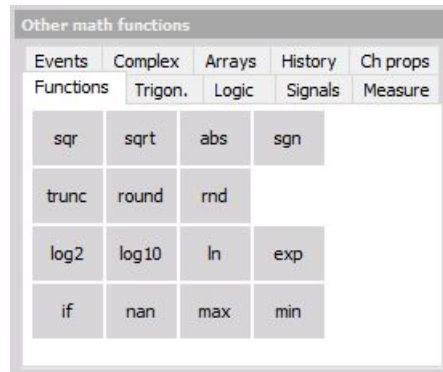 Other math functions
Events Complex Arrays History Ch props
Functions Trigon. Logic Signals Measure
sqr sqrt abs sgn
trunc round rnd
log2 log10 ln exp
if nan max min